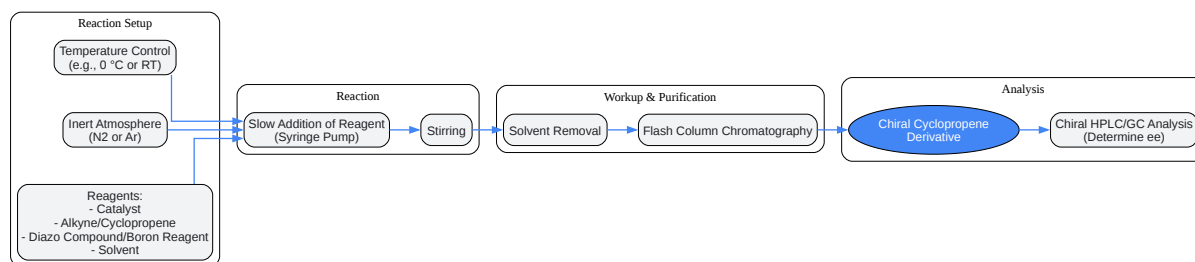 Reaction Setup
Temperature Control
(e.g., 0 °C or RT)
Inert Atmosphere
(N2 or Ar)
Reagents:
- Catalyst
- Alkyne/Cyclopropene
- Diazo Compound/Boron Reagent
- Solvent
Reaction
Slow Addition of Reagent
(Syringe Pump)
Stirring
Workup & Purification
Solvent Removal
Flash Column Chromatography
Analysis
Chiral Cyclopropene
Derivative
Chiral HPLC/GC Analysis
(Determine ee)